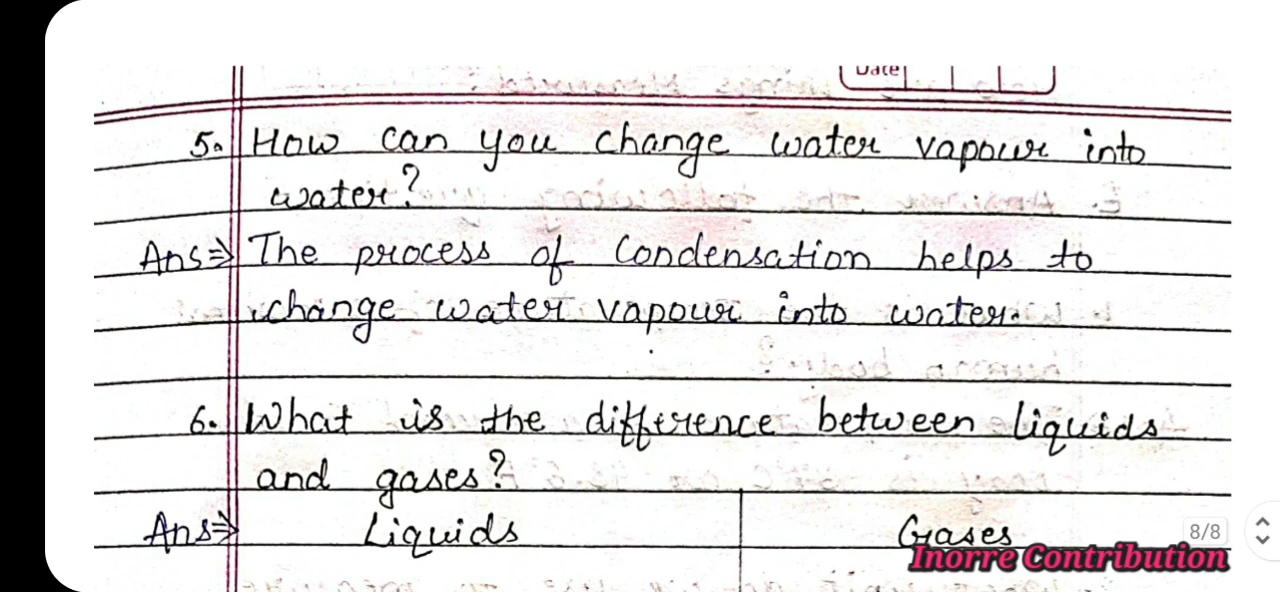 Date
5. How can you change water vapour into
water?
Ans⇒ The process of condensation helps to
change water vapour into water.
6. What is the difference between liquids
and gases?
Ans⇒ Liquids Gases
8/8
Inorre Contribution